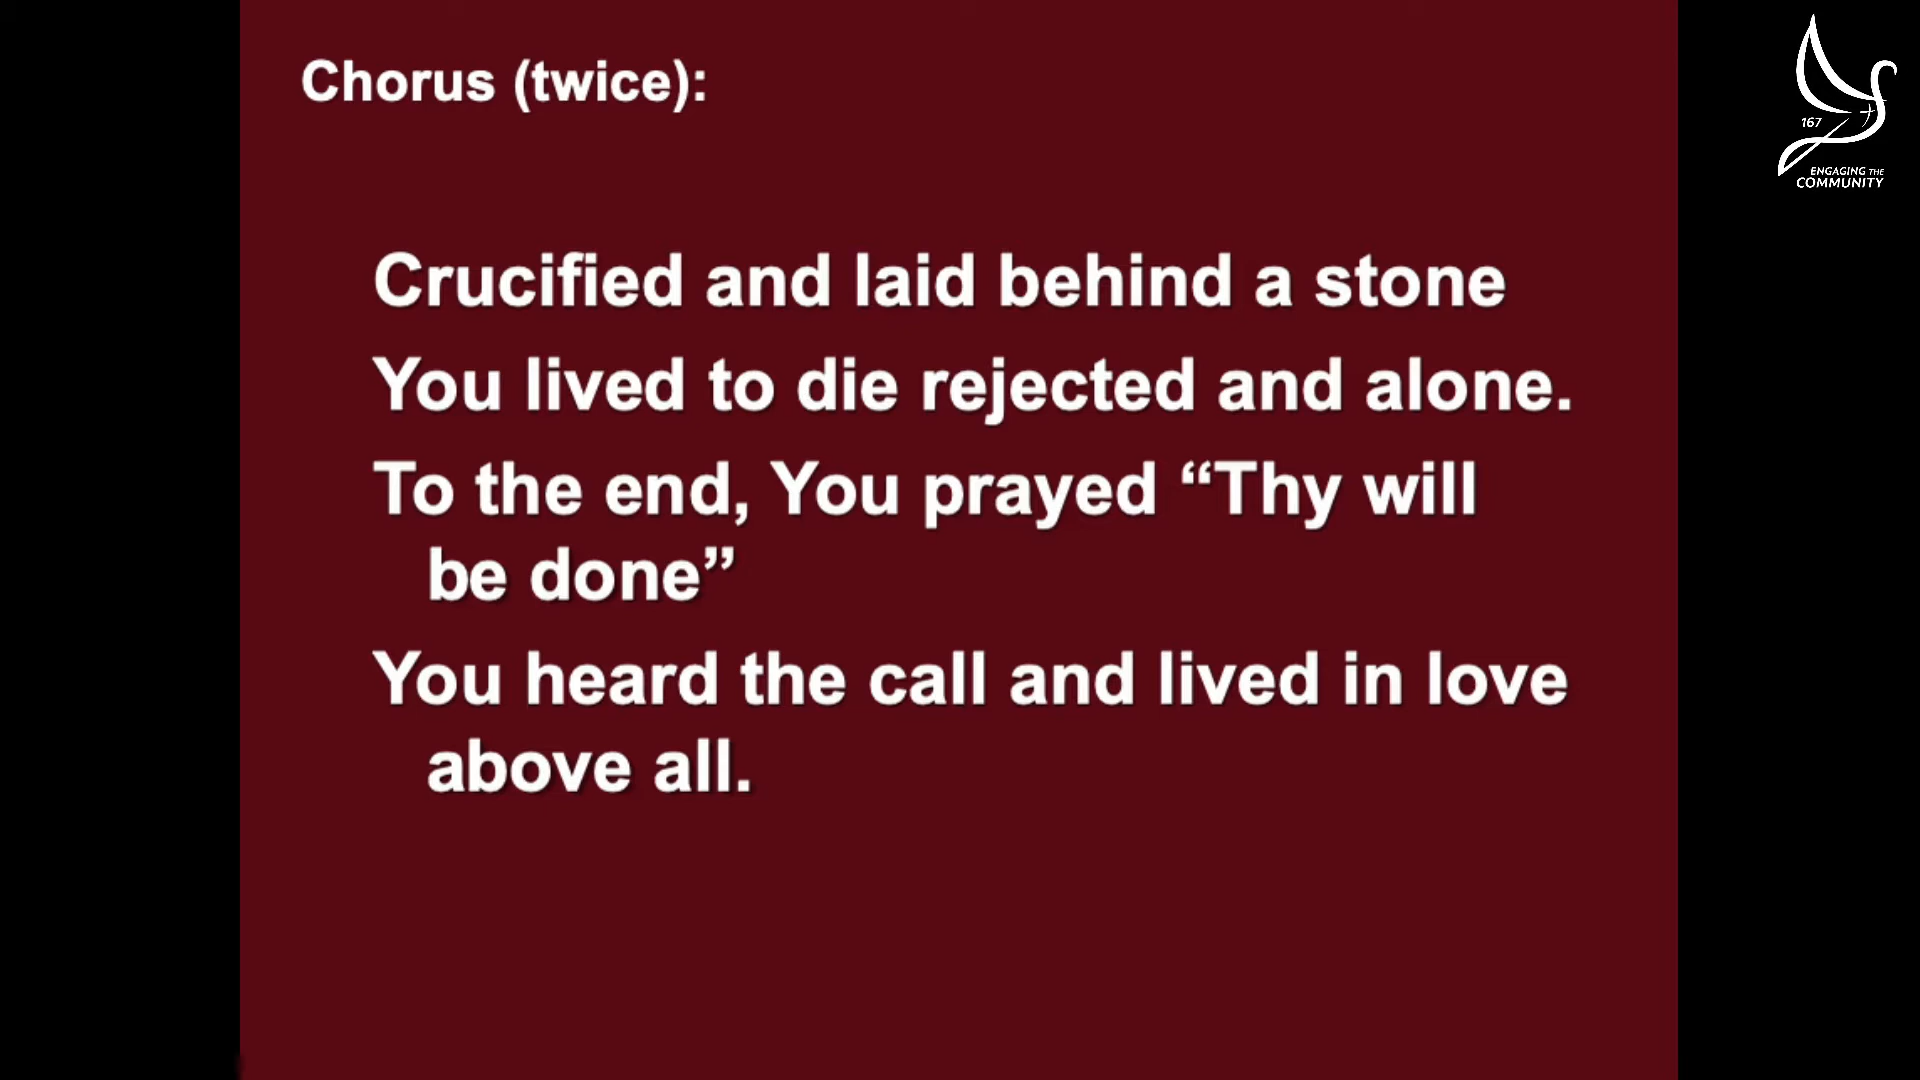 Chorus (twice):
Crucified and laid behind a stone
You lived to die rejected and alone.
To the end, You prayed “Thy will
be done”
You heard the call and lived in love
above all.
167
ENGAGING THE
COMMUNITY